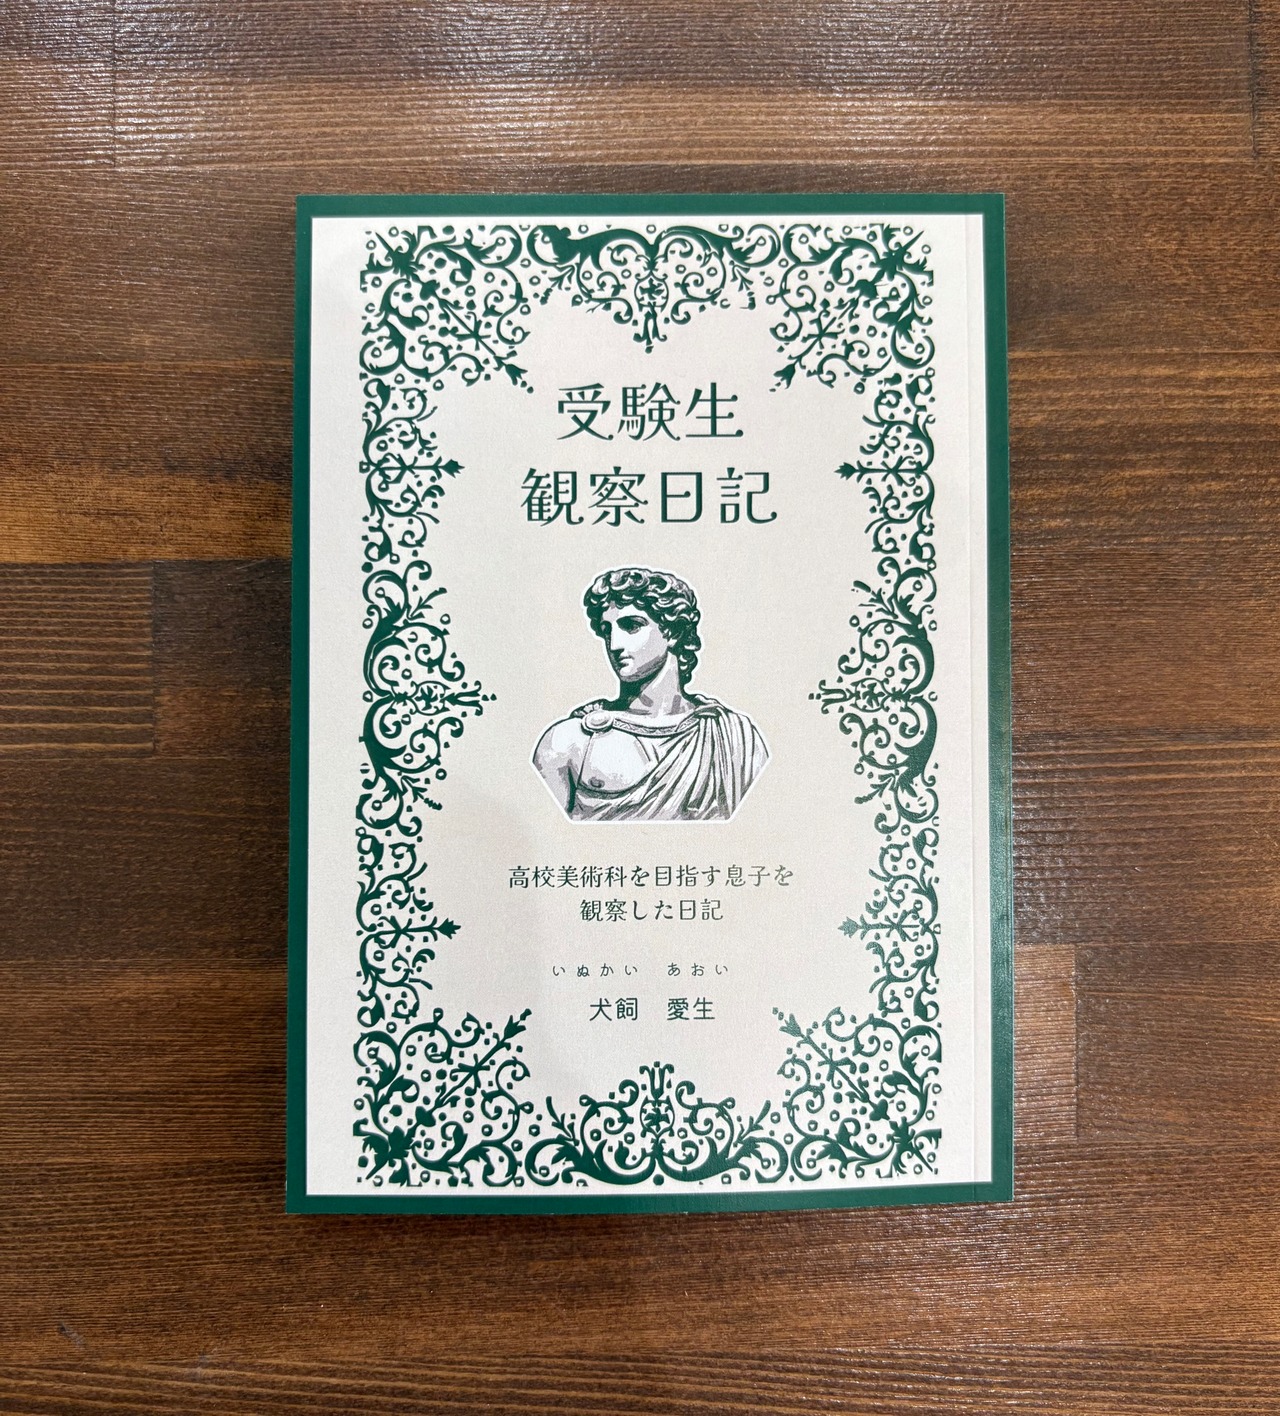 受験生
観察日記
高校美術科を目指す息子を
観察した日記
いぬかい　あおい
犬飼　愛生